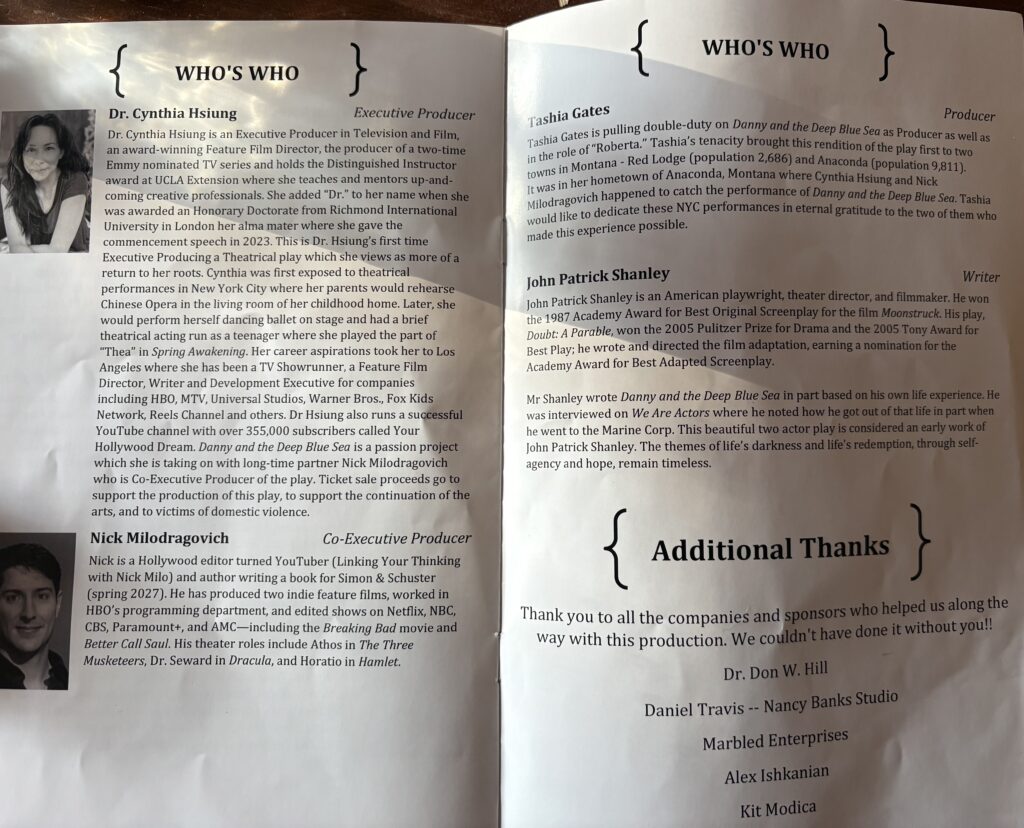 { WHO'S WHO }
Dr. Cynthia Hsiung Executive Producer
Dr. Cynthia Hsiung is an Executive Producer in Television and Film,
an award-winning Feature Film Director, the producer of a two-time
Emmy nominated TV series and holds the Distinguished Instructor
award at UCLA Extension where she teaches and mentors up-and-
coming creative professionals. She added "Dr." to her name when she
was awarded an Honorary Doctorate from Richmond International
University in London her alma mater where she gave the
commencement speech in 2023. This is Dr. Hsiung's first time
Executive Producing a Theatrical play which she views as more of a
return to her roots. Cynthia was first exposed to theatrical
performances in New York City where her parents would rehearse
Chinese Opera in the living room of her childhood home. Later, she
would perform herself dancing ballet on stage and had a brief
theatrical acting run as a teenager where she played the part of
"Thea" in Spring Awakening. Her career aspirations took her to Los
Angeles where she has been a TV Showrunner, a Feature Film
Director, Writer and Development Executive for companies
including HBO, MTV, Universal Studios, Warner Bros., Fox Kids
Network, Reels Channel and others. Dr Hsiung also runs a successful
YouTube channel with over 355,000 subscribers called Your
Hollywood Dream. Danny and the Deep Blue Sea is a passion project
which she is taking on with long-time partner Nick Milodragovich
who is Co-Executive Producer of the play. Ticket sale proceeds go to
support the production of this play, to support the continuation of the
arts, and to victims of domestic violence.
Nick Milodragovich Co-Executive Producer
Nick is a Hollywood editor turned YouTuber (Linking Your Thinking
with Nick Milo) and author writing a book for Simon & Schuster
(spring 2027). He has produced two indie feature films, worked in
HBO's programming department, and edited shows on Netflix, NBC,
CBS, Paramount+, and AMC—including the Breaking Bad movie and
Better Call Saul. His theater roles include Athos in The Three
Musketeers, Dr. Seward in Dracula, and Horatio in Hamlet.
{ WHO'S WHO }
Tashia Gates Producer
Tashia Gates is pulling double-duty on Danny and the Deep Blue Sea as Producer as well as
in the role of "Roberta." Tashia's tenacity brought this rendition of the play first to two
towns in Montana - Red Lodge (population 2,686) and Anaconda (population 9,811).
It was in her hometown of Anaconda, Montana where Cynthia Hsiung and Nick
Milodragovich happened to catch the performance of Danny and the Deep Blue Sea. Tashia
would like to dedicate these NYC performances in eternal gratitude to the two of them who
made this experience possible.
John Patrick Shanley Writer
John Patrick Shanley is an American playwright, theater director, and filmmaker. He won
the 1987 Academy Award for Best Original Screenplay for the film Moonstruck. His play,
Doubt: A Parable, won the 2005 Pulitzer Prize for Drama and the 2005 Tony Award for
Best Play; he wrote and directed the film adaptation, earning a nomination for the
Academy Award for Best Adapted Screenplay.
Mr Shanley wrote Danny and the Deep Blue Sea in part based on his own life experience. He
was interviewed on We Are Actors where he noted how he got out of that life in part when
he went to the Marine Corp. This beautiful two actor play is considered an early work of
John Patrick Shanley. The themes of life's darkness and life's redemption, through self-
agency and hope, remain timeless.
{ Additional Thanks }
Thank you to all the companies and sponsors who helped us along the
way with this production. We couldn't have done it without you!!
Dr. Don W. Hill
Daniel Travis -- Nancy Banks Studio
Marbled Enterprises
Alex Ishkanian
Kit Modica